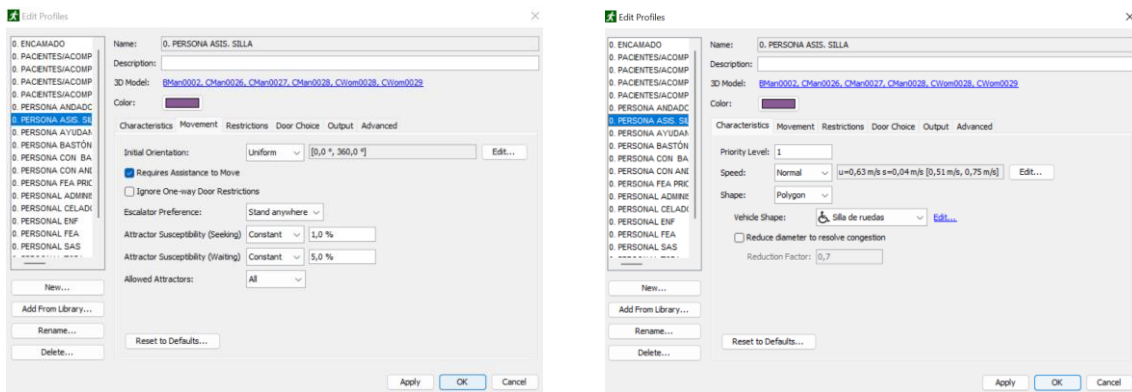 Edit Profiles
0. ENCAMADO
0. PACIENTES/ACOMP
0. PACIENTES/ACOMP
0. PACIENTES/ACOMP
0. PACIENTES/ACOMP
0. PERSONA ANDADO
0. PERSONA ASIS. SIL
0. PERSONA AYUDAN
0. PERSONA BASTÓN
0. PERSONA CON BA
0. PERSONA CON AND
0. PERSONA FEA PRIO
0. PERSONAL ADMINIS
0. PERSONAL CELADO
0. PERSONAL ENF
0. PERSONAL FEA
0. PERSONAL SAS
New...
Add From Library...
Rename...
Delete...
Name: 0. PERSONA ASIS. SILLA
Description:
3D Model: BMan0002, CMan0026, CMan0027, CMan0028, CWom0028, CWom0029
Color:
Characteristics Movement Restrictions Door Choice Output Advanced
Initial Orientation: Uniform [0,0 °, 360,0 °] Edit...
Requires Assistance to Move
Ignore One-way Door Restrictions
Escalator Preference: Stand anywhere
Attractor Susceptibility (Seeking) Constant 1,0 %
Attractor Susceptibility (Waiting) Constant 5,0 %
Allowed Attractors: All
Reset to Defaults...
Apply OK Cancel
Edit Profiles
0. ENCAMADO
0. PACIENTES/ACOMP
0. PACIENTES/ACOMP
0. PACIENTES/ACOMP
0. PACIENTES/ACOMP
0. PERSONA ANDADO
0. PERSONA ASIS. SIL
0. PERSONA AYUDAN
0. PERSONA BASTÓN
0. PERSONA CON BA
0. PERSONA CON AND
0. PERSONA FEA PRIO
0. PERSONAL ADMINIS
0. PERSONAL CELADO
0. PERSONAL ENF
0. PERSONAL FEA
0. PERSONAL SAS
New...
Add From Library...
Rename...
Delete...
Name: 0. PERSONA ASIS. SILLA
Description:
3D Model: BMan0002, CMan0026, CMan0027, CMan0028, CWom0028, CWom0029
Color:
Characteristics Movement Restrictions Door Choice Output Advanced
Priority Level: 1
Speed: Normal u=0,63 m/s s=0,04 m/s [0,51 m/s, 0,75 m/s] Edit...
Shape: Polygon
Vehicle Shape: Silla de ruedas Edit...
Reduce diameter to resolve congestion
Reduction Factor: 0,7
Reset to Defaults...
Apply OK Cancel